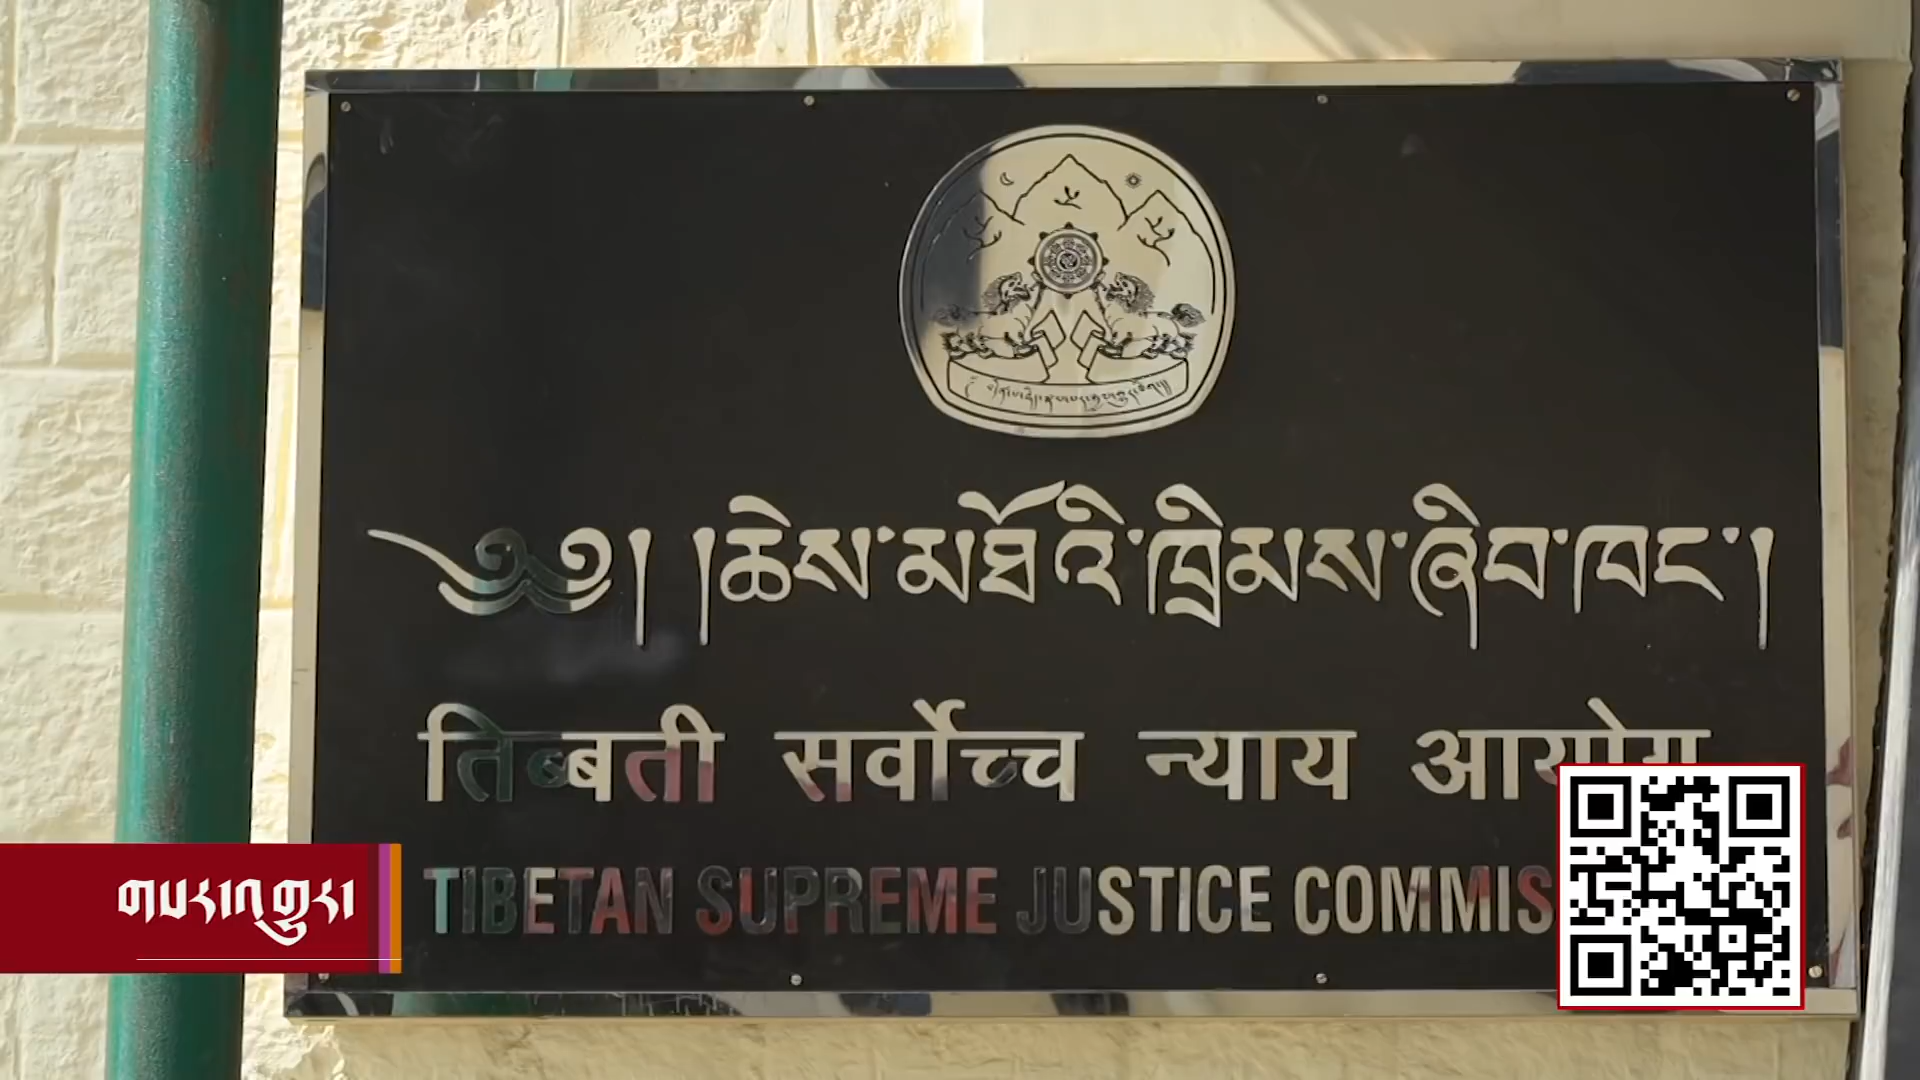 ༄༅། །ཆེས་མཐོའི་ཁྲིམས་ཞིབ་ཁང་།
तिब्बती सर्वोच्च न्याय आयोग
TIBETAN SUPREME JUSTICE COMMIS
གསར་འགྱུར།